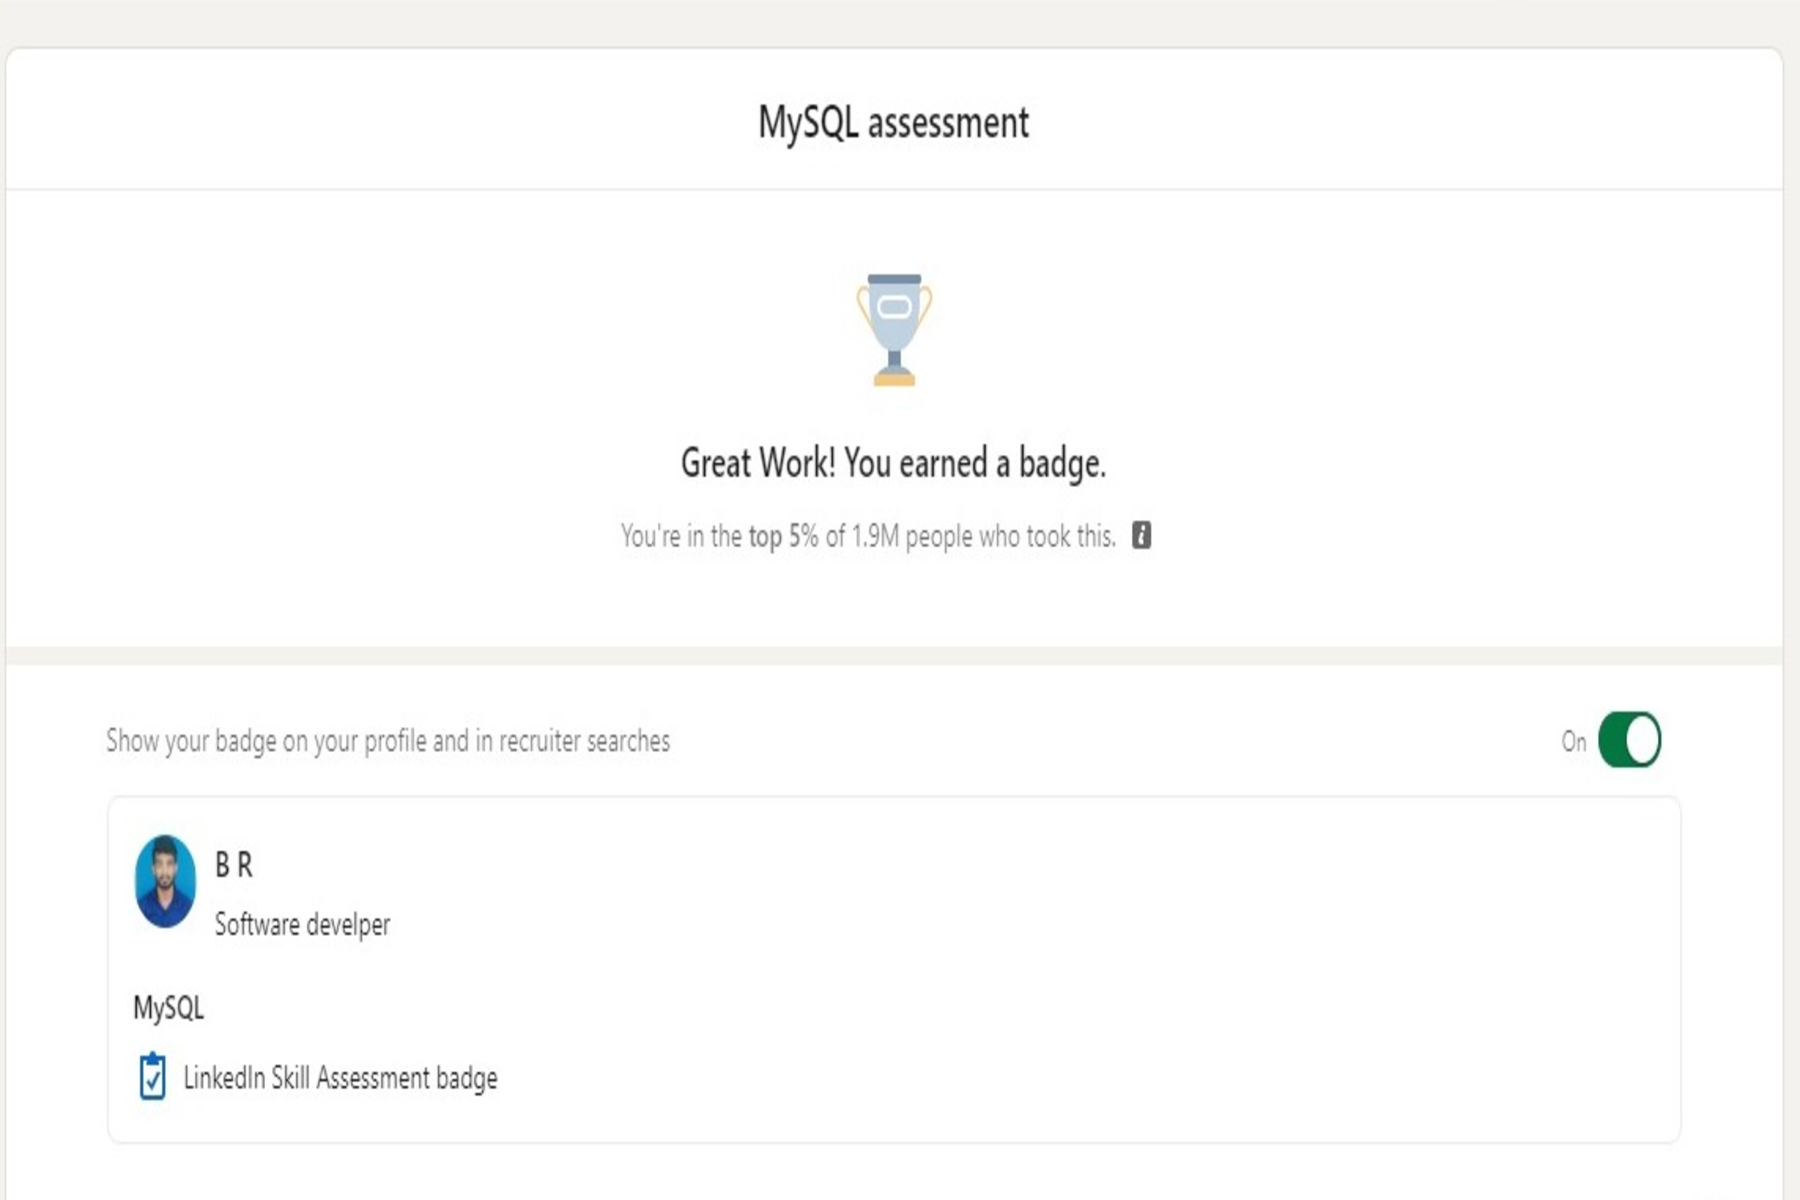 MySQL assessment
Great Work! You earned a badge.
You're in the top 5% of 1.9M people who took this. i
Show your badge on your profile and in recruiter searches
On
B R
Software develper
MySQL
LinkedIn Skill Assessment badge